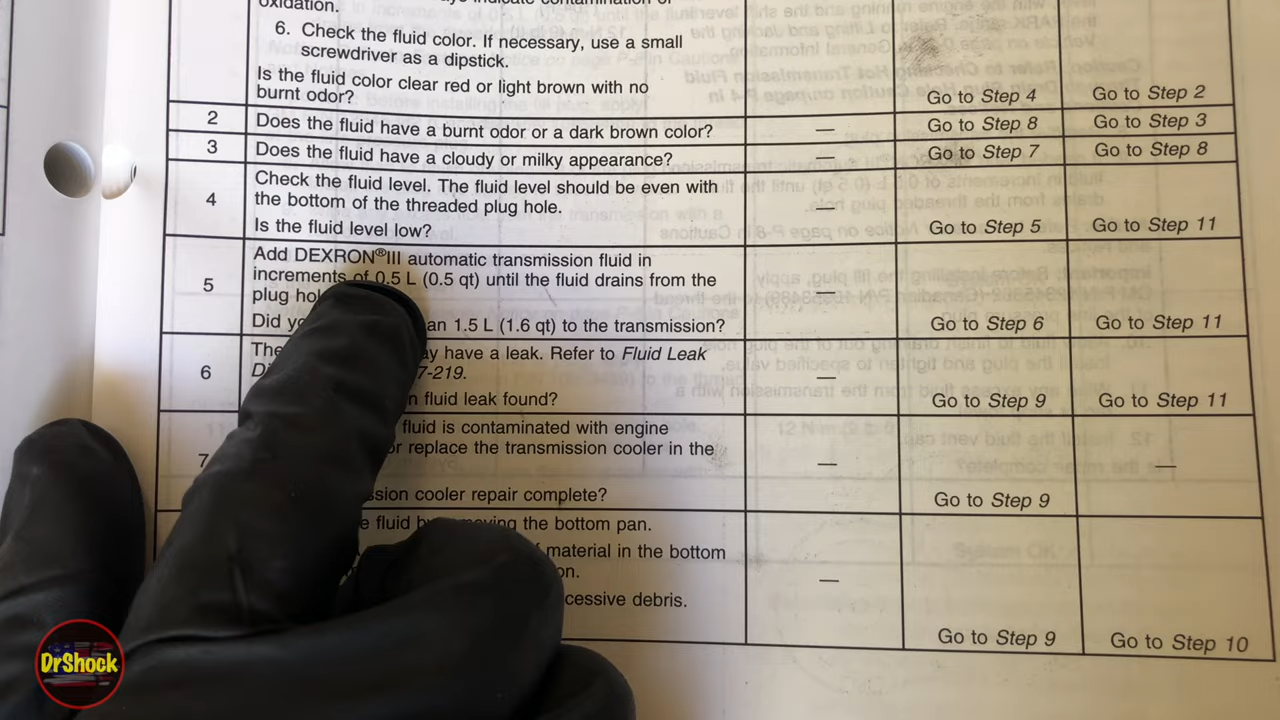 oxidation.
6. Check the fluid color. If necessary, use a small
screwdriver as a dipstick.
Is the fluid color clear red or light brown with no
burnt odor?
Go to Step 4
Go to Step 2
2
Does the fluid have a burnt odor or a dark brown color?
—
Go to Step 8
Go to Step 3
3
Does the fluid have a cloudy or milky appearance?
—
Go to Step 7
Go to Step 8
4
Check the fluid level. The fluid level should be even with
the bottom of the threaded plug hole.
Is the fluid level low?
—
Go to Step 5
Go to Step 11
5
Add DEXRON®III automatic transmission fluid in
increments of 0.5 L (0.5 qt) until the fluid drains from the
plug
1.5 L (1.6 qt) to the transmission?
—
Go to Step 6
Go to Step 11
6
have a leak. Refer to Fluid Leak
7-219.
fluid leak found?
—
Go to Step 9
Go to Step 11
7
fluid is contaminated with engine
or replace the transmission cooler in the
cooler repair complete?
—
Go to Step 9
—
fluid the bottom pan.
material in the bottom
debris.
—
Go to Step 9
Go to Step 10
DrShock